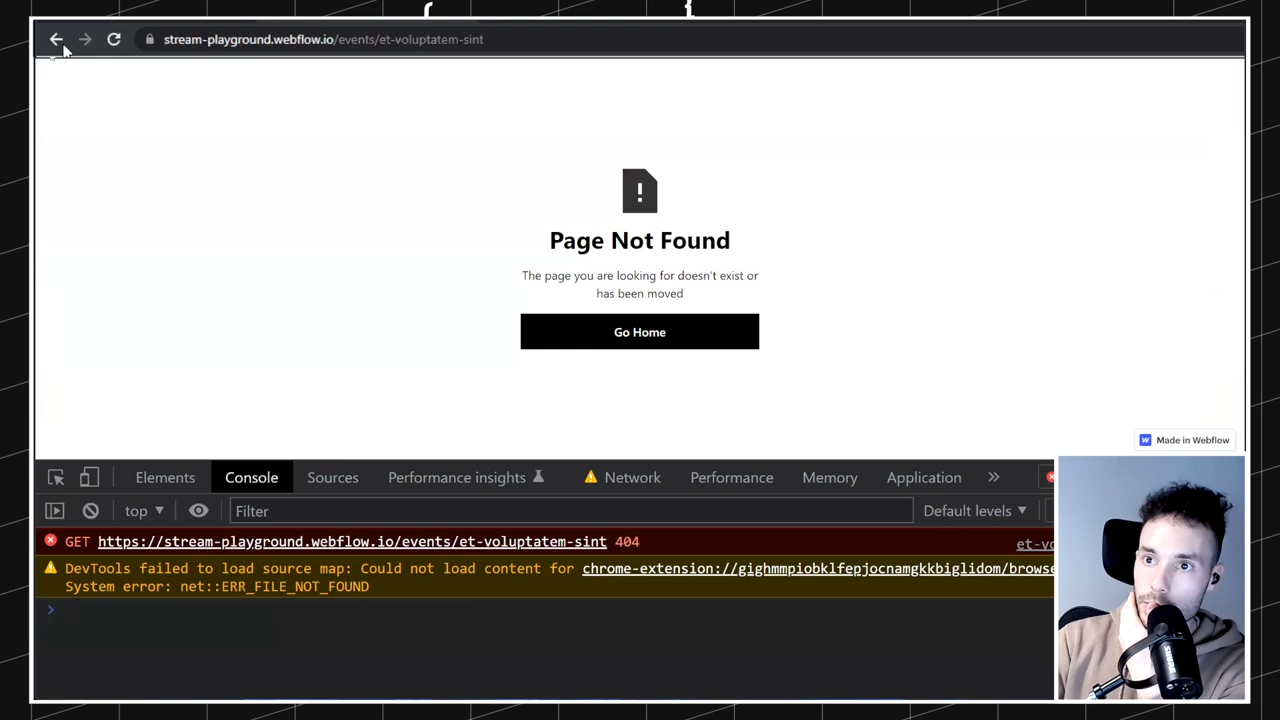 stream-playground.webflow.io/events/et-voluptatem-sint
Page Not Found
The page you are looking for doesn't exist or
has been moved
Go Home
Made in Webflow
Elements Console Sources Performance insights Network Performance Memory Application
top Filter Default levels
GET https://stream-playground.webflow.io/events/et-voluptatem-sint 404 et-vo
DevTools failed to load source map: Could not load content for chrome-extension://gighmmpiobklfepjocnamgkkbiglidom/browse
System error: net::ERR_FILE_NOT_FOUND